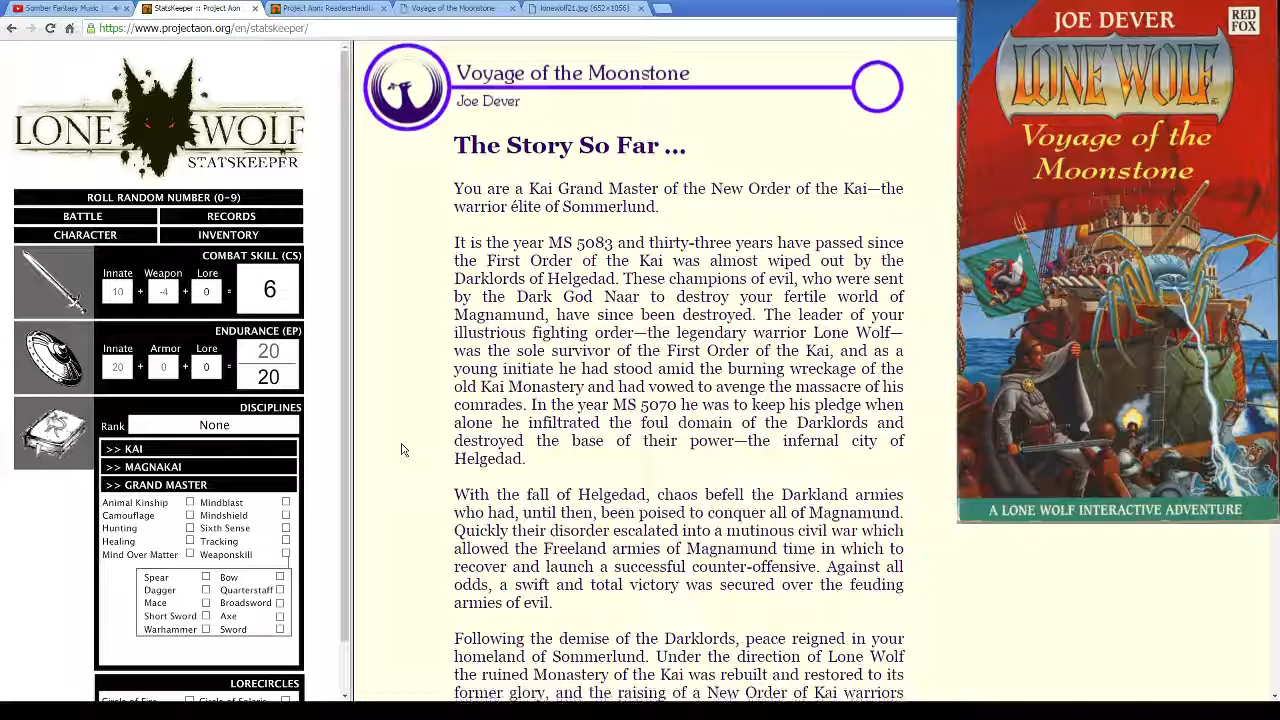 Somber Fantasy Music
StatsKeeper :: Project Aon
Project Aon: ReadersHandb
Voyage of the Moonstone
lonewolf21.jpg (652×1056)
https://www.projectaon.org/en/statskeeper/
LONE WOLF
STATSKEEPER
ROLL RANDOM NUMBER (0-9)
BATTLE RECORDS
CHARACTER INVENTORY
COMBAT SKILL (CS)
Innate Weapon Lore
10 + -4 + 0 = 6
ENDURANCE (EP)
Innate Armor Lore
20 + 0 + 0 = 20
20
DISCIPLINES
Rank None
>> KAI
>> MAGNAKAI
>> GRAND MASTER
Animal Kinship Mindblast
Camouflage Mindshield
Hunting Sixth Sense
Healing Tracking
Mind Over Matter Weaponskill
Spear Bow
Dagger Quarterstaff
Mace Broadsword
Short Sword Axe
Warhammer Sword
LORECIRCLES
Circle of Fire Circle of Solaris
Voyage of the Moonstone
Joe Dever
The Story So Far ...
You are a Kai Grand Master of the New Order of the Kai—the
warrior élite of Sommerlund.
It is the year MS 5083 and thirty-three years have passed since
the First Order of the Kai was almost wiped out by the
Darklords of Helgedad. These champions of evil, who were sent
by the Dark God Naar to destroy your fertile world of
Magnamund, have since been destroyed. The leader of your
illustrious fighting order—the legendary warrior Lone Wolf—
was the sole survivor of the First Order of the Kai, and as a
young initiate he had stood amid the burning wreckage of the
old Kai Monastery and had vowed to avenge the massacre of his
comrades. In the year MS 5070 he was to keep his pledge when
alone he infiltrated the foul domain of the Darklords and
destroyed the base of their power—the infernal city of
Helgedad.
With the fall of Helgedad, chaos befell the Darkland armies
who had, until then, been poised to conquer all of Magnamund.
Quickly their disorder escalated into a mutinous civil war which
allowed the Freeland armies of Magnamund time in which to
recover and launch a successful counter-offensive. Against all
odds, a swift and total victory was secured over the feuding
armies of evil.
Following the demise of the Darklords, peace reigned in your
homeland of Sommerlund. Under the direction of Lone Wolf
the ruined Monastery of the Kai was rebuilt and restored to its
former glory, and the raising of a New Order of Kai warriors
JOE DEVER
RED
FOX
LONE WOLF
Voyage of the
Moonstone
A LONE WOLF INTERACTIVE ADVENTURE